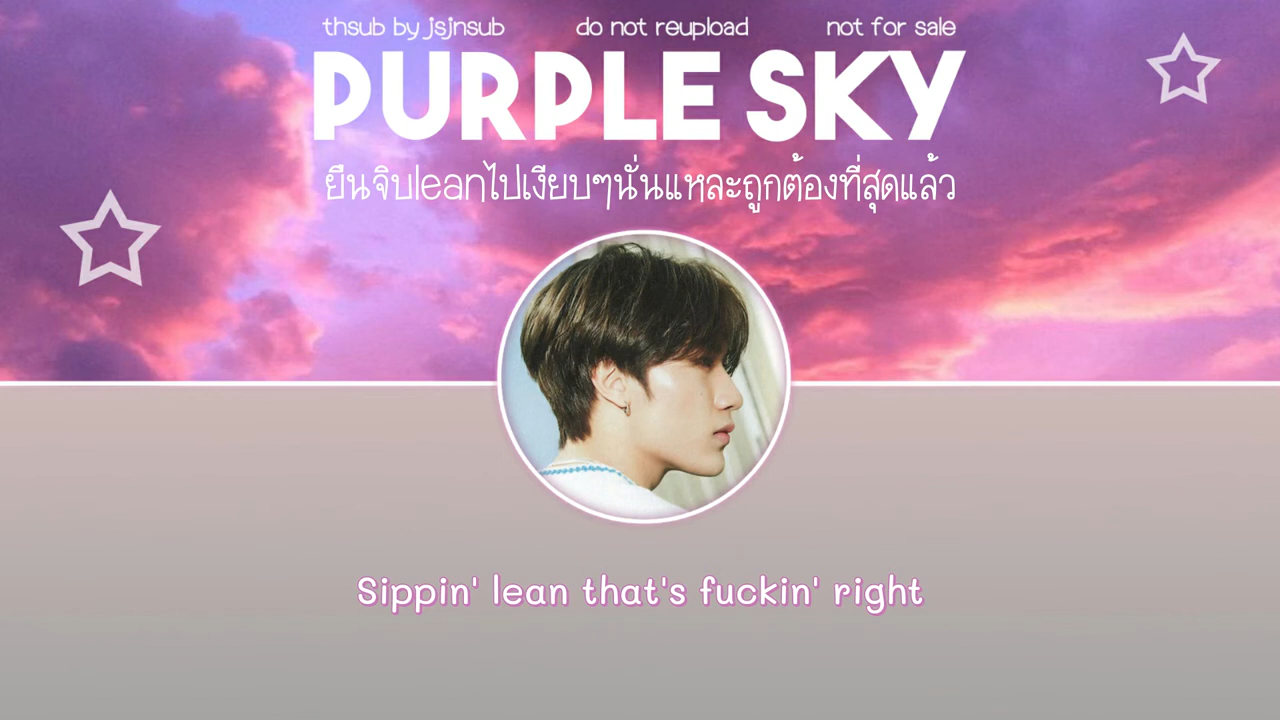 thsub by jsjnsub do not reupload not for sale
PURPLE SKY
ยืนจิบleanไปเงียบๆนั่นแหละถูกต้องที่สุดแล้ว
Sippin' lean that's fuckin' right